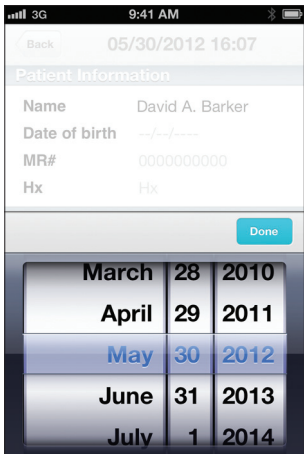 3G 9:41 AM
Back 05/30/2012 16:07
Patient Information
Name David A. Barker
Date of birth --/--/----
MR# 0000000000
Hx Hx
Done
March 28 2010
April 29 2011
May 30 2012
June 31 2013
July 1 2014